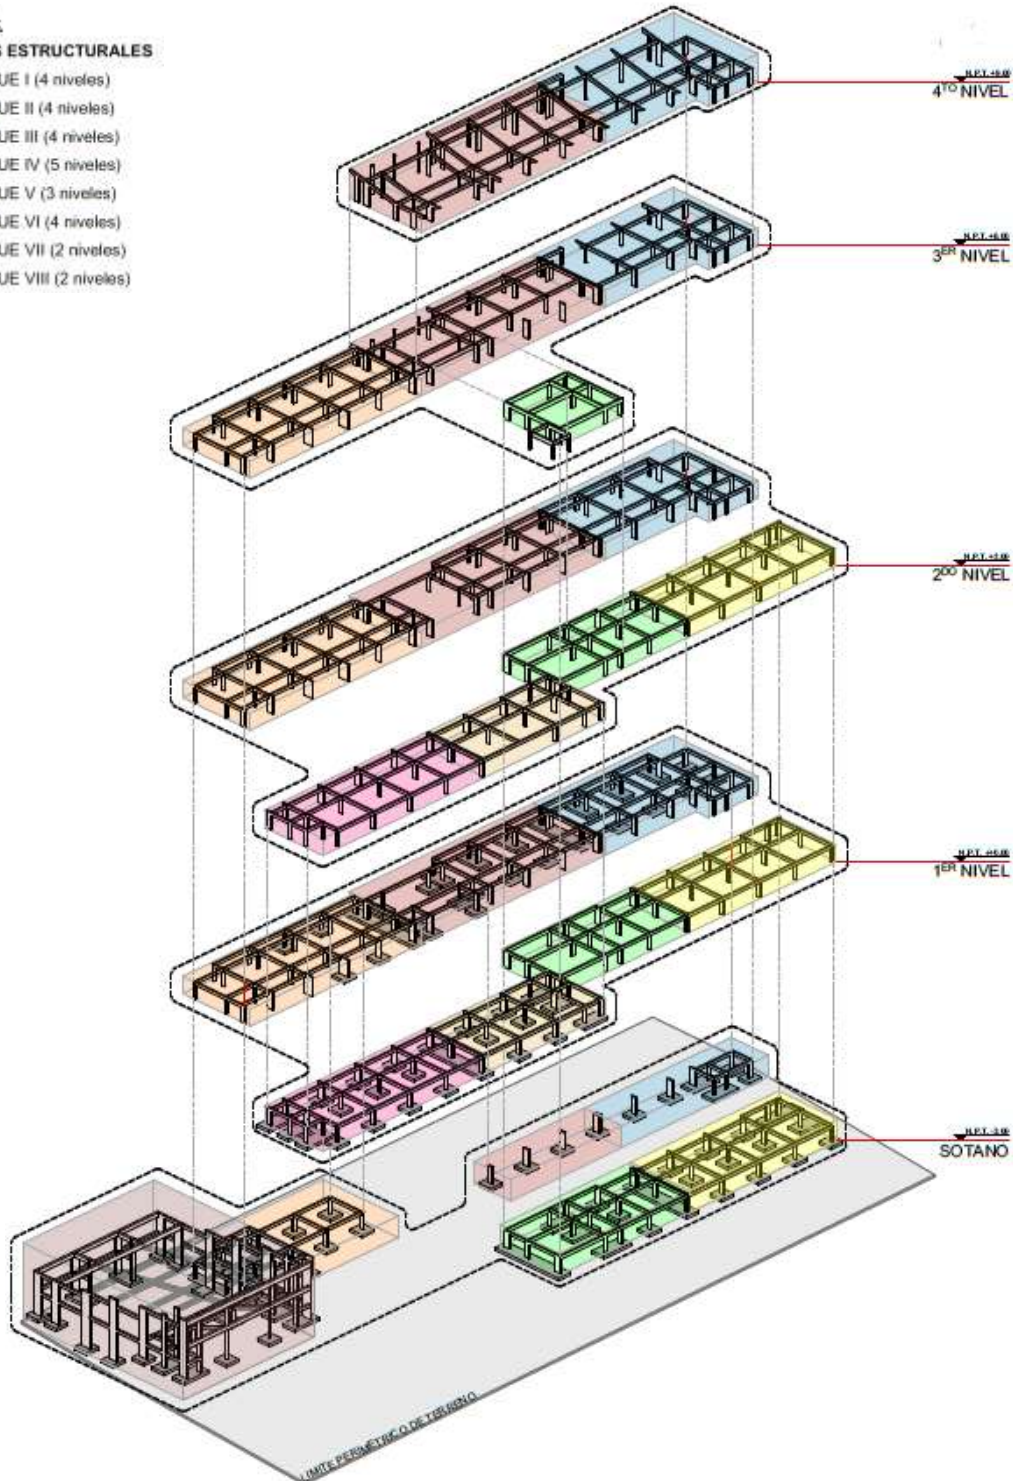 S ESTRUCTURALES
UE I (4 niveles)
UE II (4 niveles)
UE III (4 niveles)
UE IV (5 niveles)
UE V (3 niveles)
UE VI (4 niveles)
UE VII (2 niveles)
UE VIII (2 niveles)
4TO NIVEL
3ER NIVEL
2DO NIVEL
1ER NIVEL
SOTANO
LIMITE PERIMÉTRICO DE TERRENO